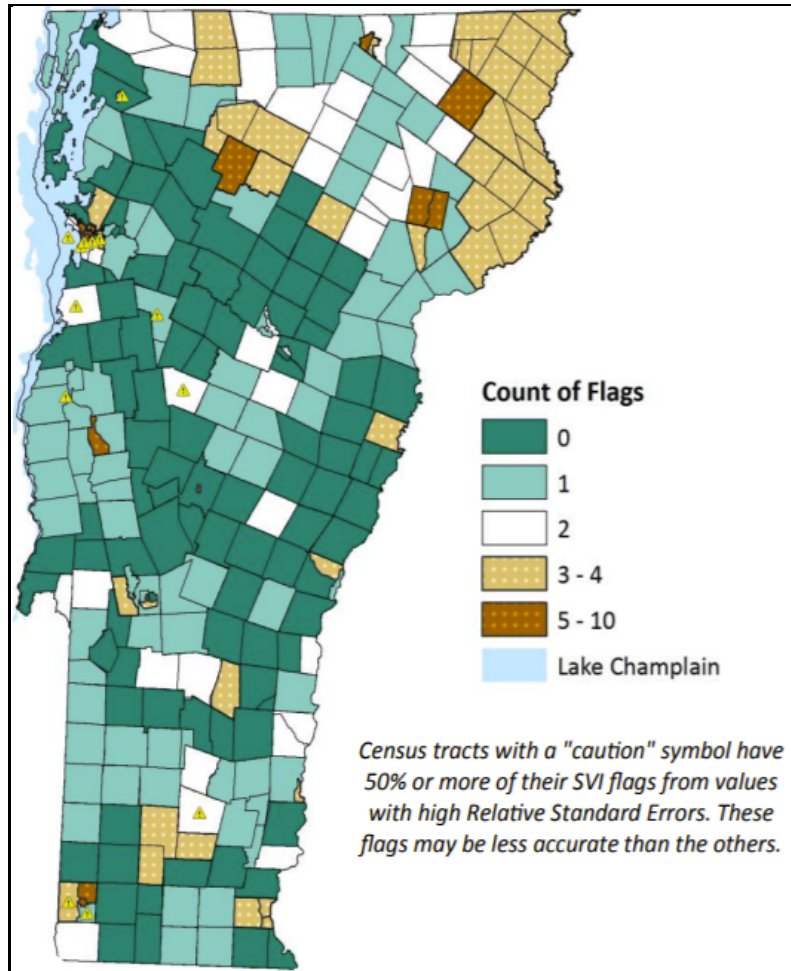 Count of Flags
0
1
2
3 - 4
5 - 10
Lake Champlain
Census tracts with a "caution" symbol have
50% or more of their SVI flags from values
with high Relative Standard Errors. These
flags may be less accurate than the others.